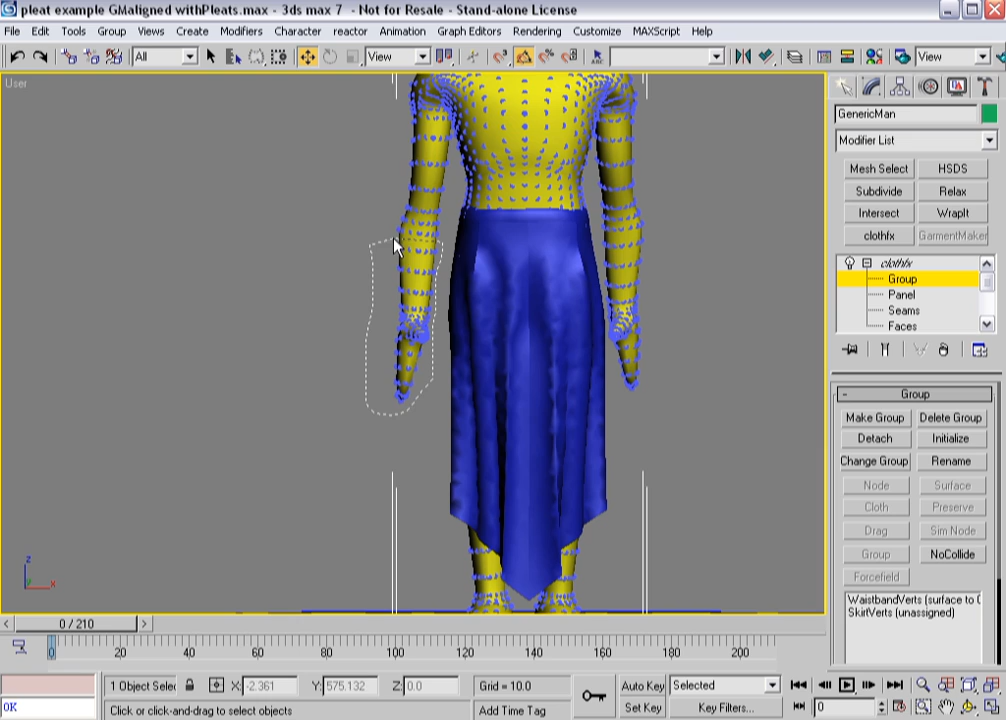 pleat example GMaligned withPleats.max - 3ds max 7 - Not for Resale - Stand-alone License
File Edit Tools Group Views Create Modifiers Character reactor Animation Graph Editors Rendering Customize MAXScript Help
All View View
User
GenericMan
Modifier List
Mesh Select HSDS
Subdivide Relax
Intersect WrapIt
clothfx GarmentMaker
clothfx
Group
Panel
Seams
Faces
- Group
Make Group Delete Group
Detach Initialize
Change Group Rename
Node Surface
Cloth Preserve
Drag Sim Node
Group NoCollide
Forcefield
WaistbandVerts (surface to
SkirtVerts (unassigned)
z
y x
< 0 / 210 >
0 20 40 60 80 100 120 140 160 180 200
1 Object Selec X: -2.361 Y: 575.132 Z: 0.0 Grid = 10.0 Auto Key Selected
OK Click or click-and-drag to select objects Add Time Tag Set Key Key Filters... 0